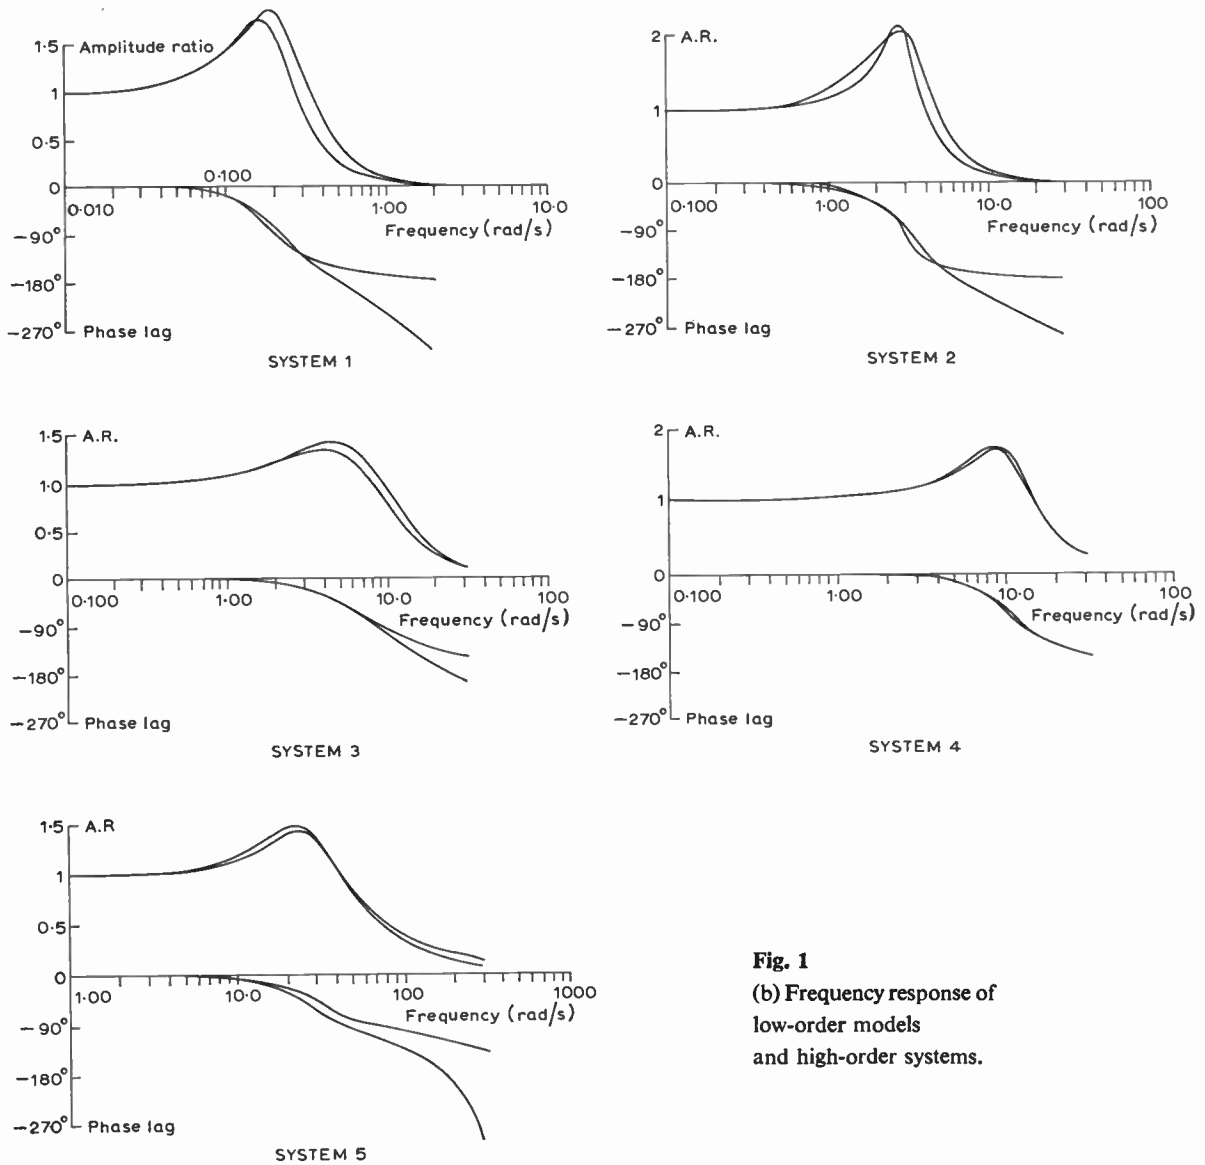 1·5 Amplitude ratio
1
0·5
0
0·100
0·010
1·00
10·0
Frequency (rad/s)
−90°
−180°
−270° Phase lag
SYSTEM 1
2 A.R.
1
0
0·100
1·00
10·0
100
Frequency (rad/s)
−90°
−180°
−270° Phase lag
SYSTEM 2
1·5 A.R.
1·0
0·5
0
0·100
1·00
10·0
100
Frequency (rad/s)
−90°
−180°
−270° Phase lag
SYSTEM 3
2 A.R.
1
0
0·100
1·00
10·0
100
Frequency (rad/s)
−90°
−180°
−270° Phase lag
SYSTEM 4
1·5 A.R
1
0·5
0
1·00
10·0
100
1000
Frequency (rad/s)
−90°
−180°
−270° Phase lag
SYSTEM 5
Fig. 1
(b) Frequency response of
low-order models
and high-order systems.